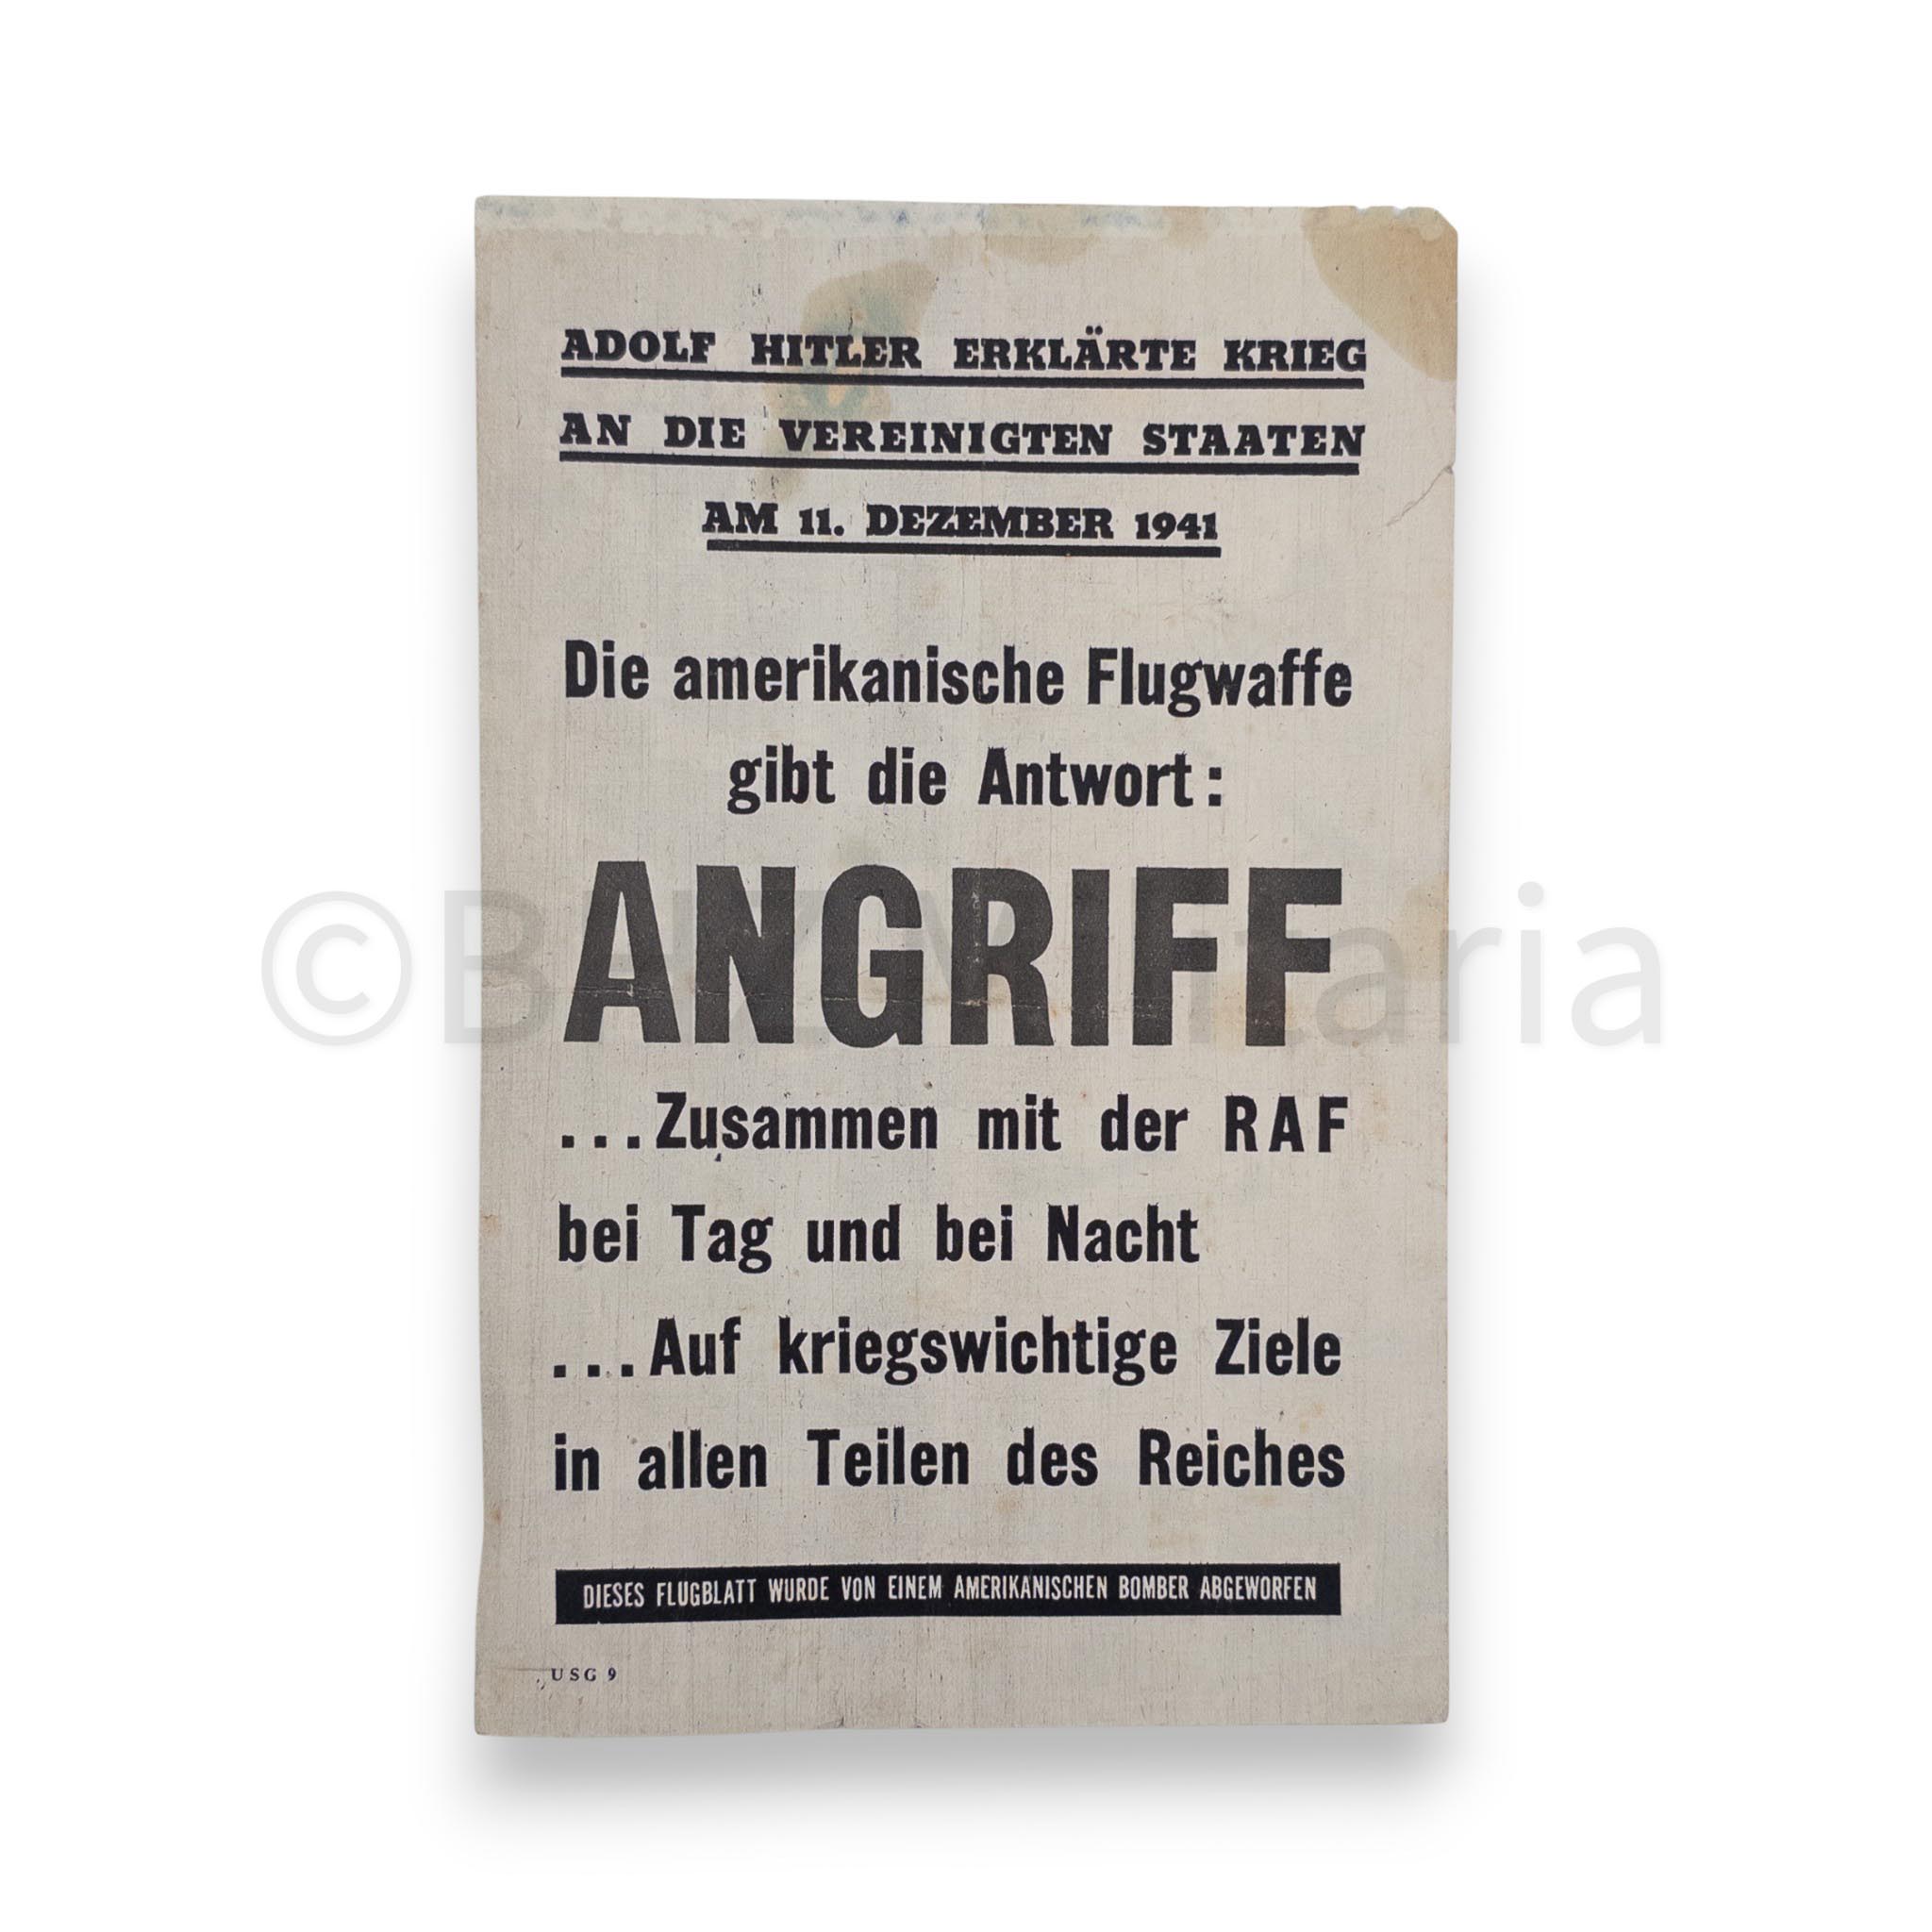 ADOLF HITLER ERKLÄRTE KRIEG
AN DIE VEREINIGTEN STAATEN
AM 11. DEZEMBER 1941
Die amerikanische Flugwaffe
gibt die Antwort:
ANGRIFF
...Zusammen mit der RAF
bei Tag und bei Nacht
...Auf kriegswichtige Ziele
in allen Teilen des Reiches
DIESES FLUGBLATT WURDE VON EINEM AMERIKANISCHEN BOMBER ABGEWORFEN
USG 9